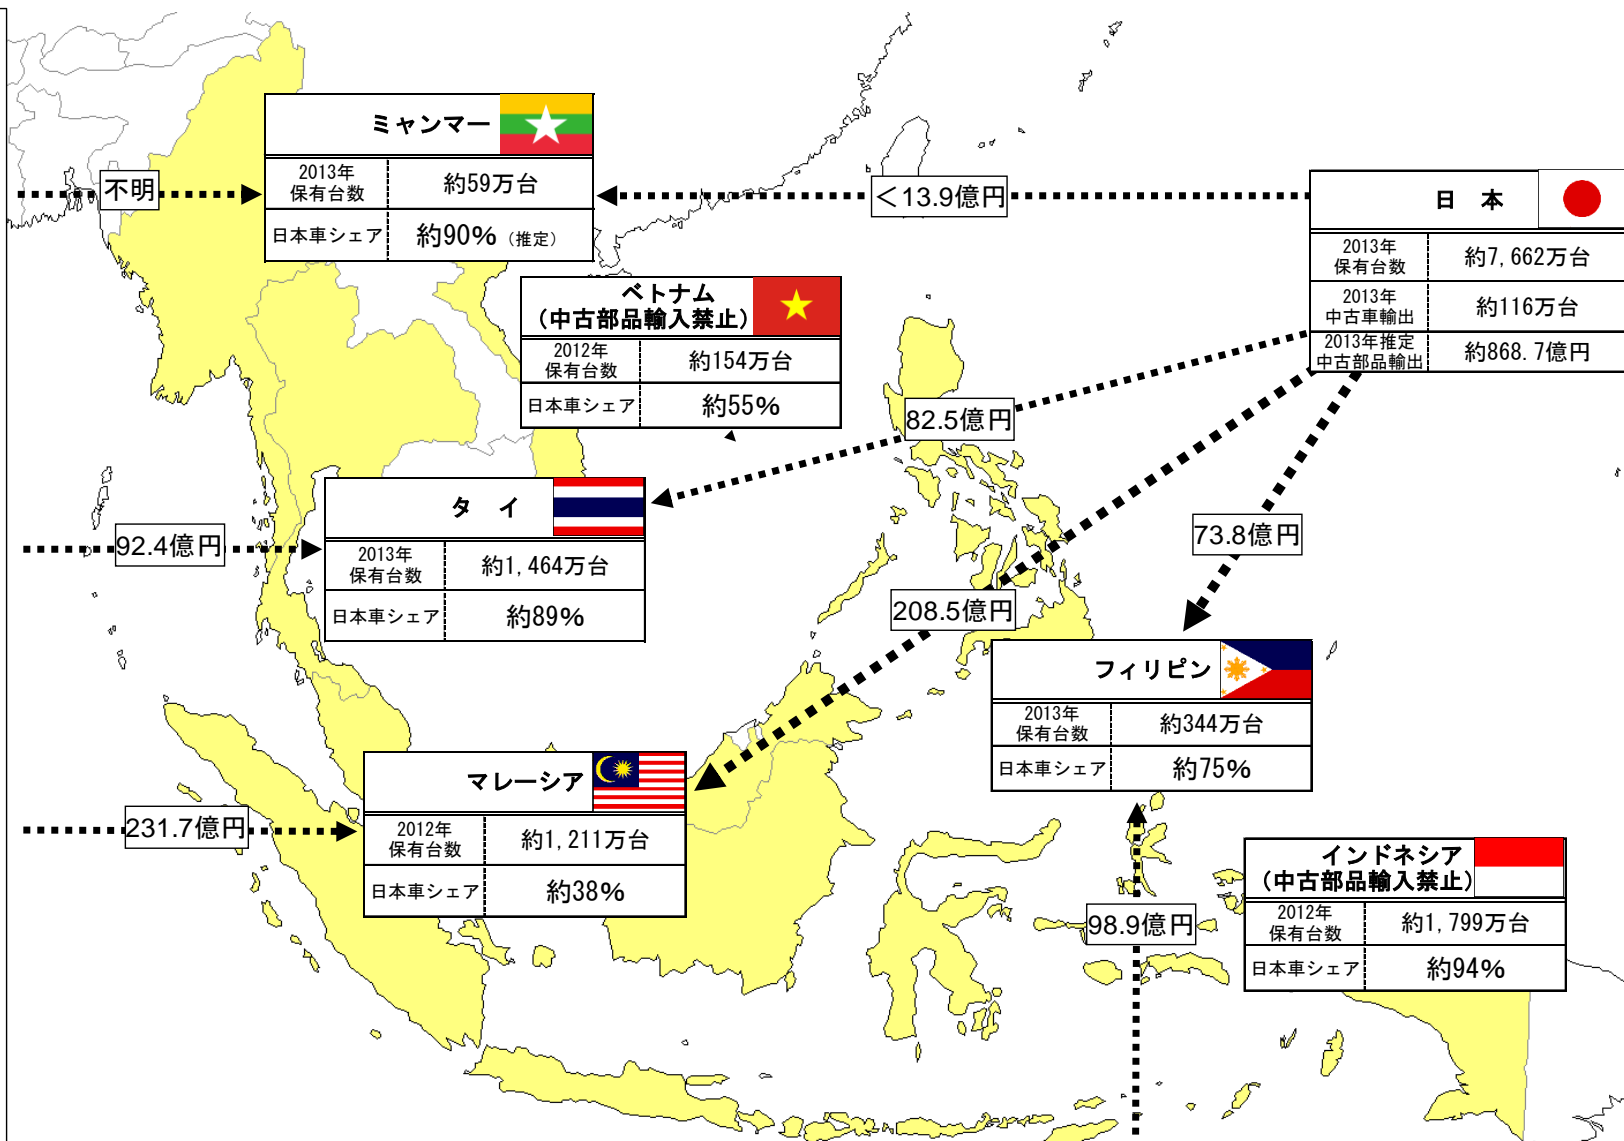 ミャンマー
2013年
保有台数
約59万台
日本車シェア
約90%（推定）
不明
＜13.9億円
日 本
2013年
保有台数
約7,662万台
2013年
中古車輸出
約116万台
2013年推定
中古部品輸出
約868.7億円
ベトナム
（中古部品輸入禁止）
2012年
保有台数
約154万台
日本車シェア
約55%
82.5億円
タ イ
2013年
保有台数
約1,464万台
日本車シェア
約89%
92.4億円
73.8億円
208.5億円
フィリピン
2013年
保有台数
約344万台
日本車シェア
約75%
マレーシア
2012年
保有台数
約1,211万台
日本車シェア
約38%
231.7億円
98.9億円
インドネシア
（中古部品輸入禁止）
2012年
保有台数
約1,799万台
日本車シェア
約94%